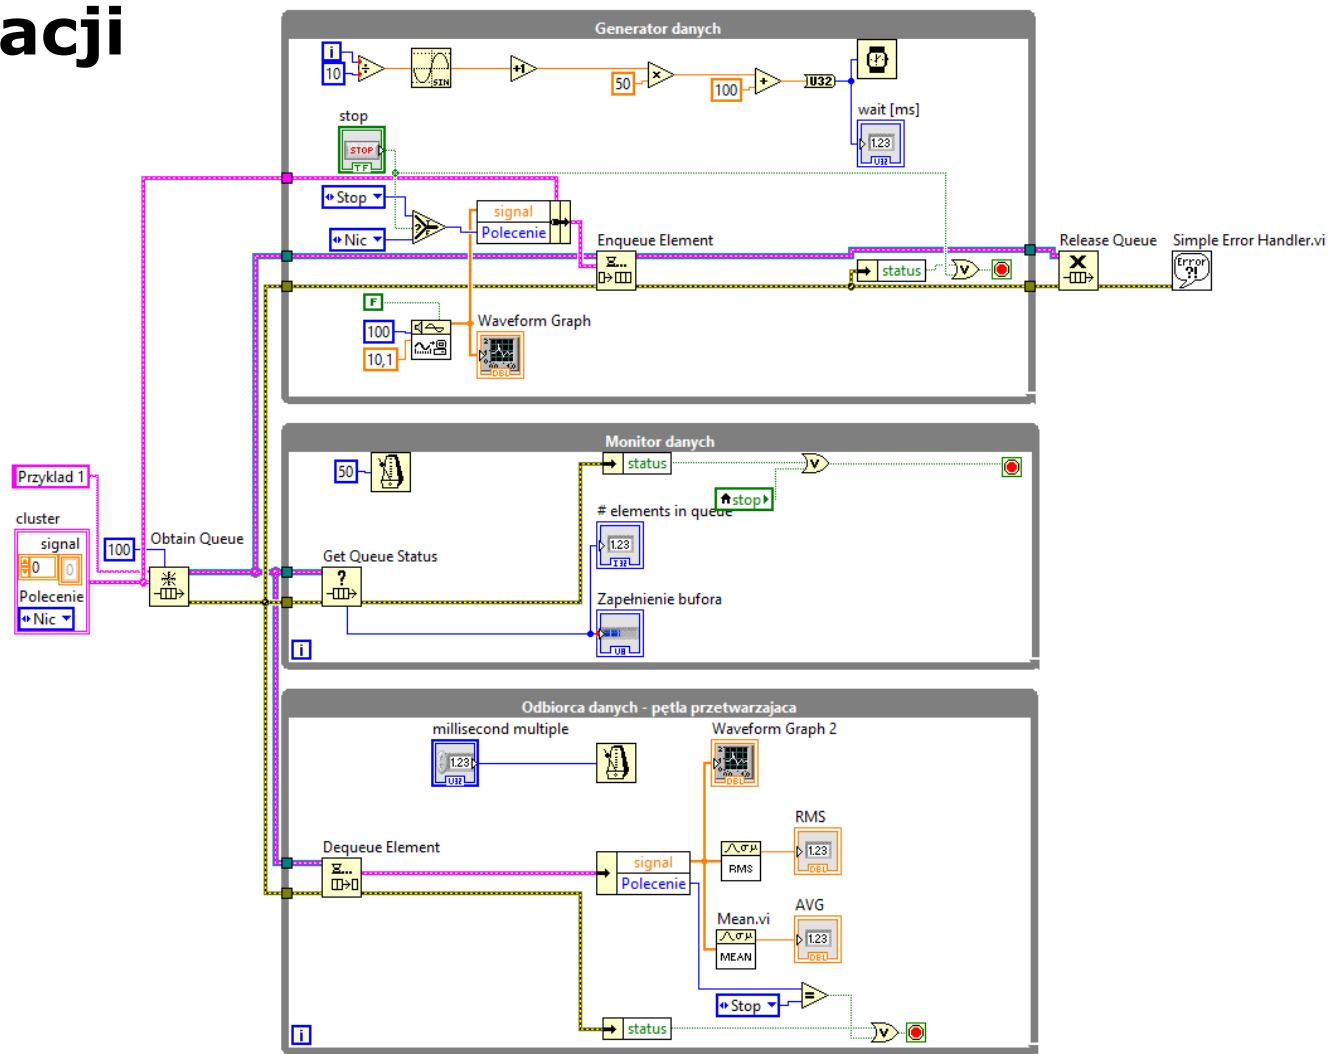 acji
Generator danych
i
10
SIN
+1
50
x
100
+
U32
wait [ms]
1.23
U32
stop
STOP
TF
Stop
Nic
signal
Polecenie
Enqueue Element
status
Release Queue
Simple Error Handler.vi
Error
?!
F
100
10,1
Waveform Graph
DBL
Monitor danych
50
status
stop
# elements in queue
1.23
I32
Get Queue Status
?
Zapełnienie bufora
U8
i
Przyklad 1
cluster
signal
0
0
Polecenie
Nic
100
Obtain Queue
Odbiorca danych - pętla przetwarzajaca
millisecond multiple
1.23
U32
Waveform Graph 2
DBL
Dequeue Element
signal
Polecenie
RMS
RMS
1.23
DBL
Mean.vi
MEAN
AVG
1.23
DBL
Stop
=
status
i